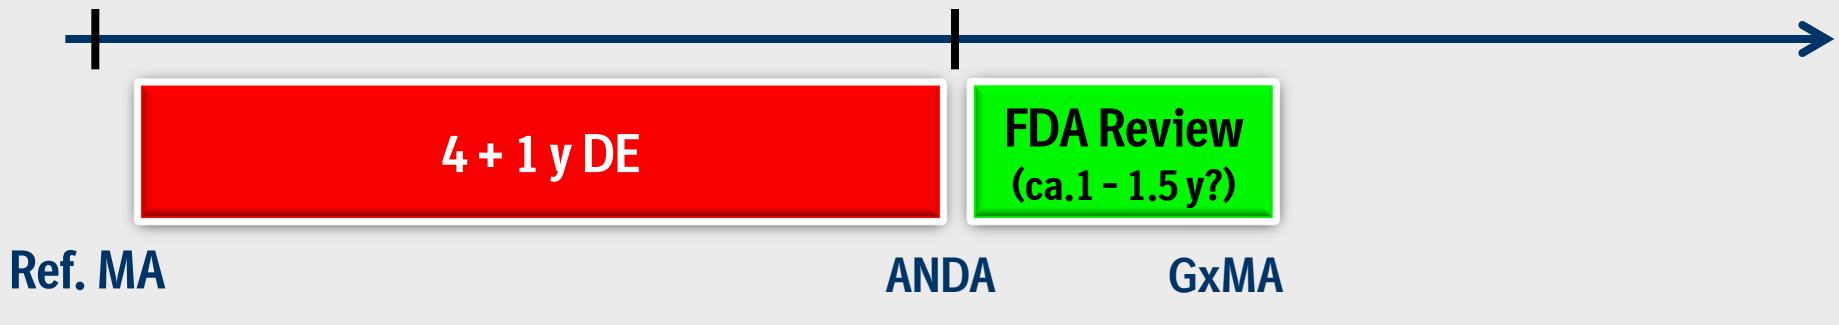 4 + 1 y DE
FDA Review
(ca.1 - 1.5 y?)
Ref. MA
ANDA
GxMA